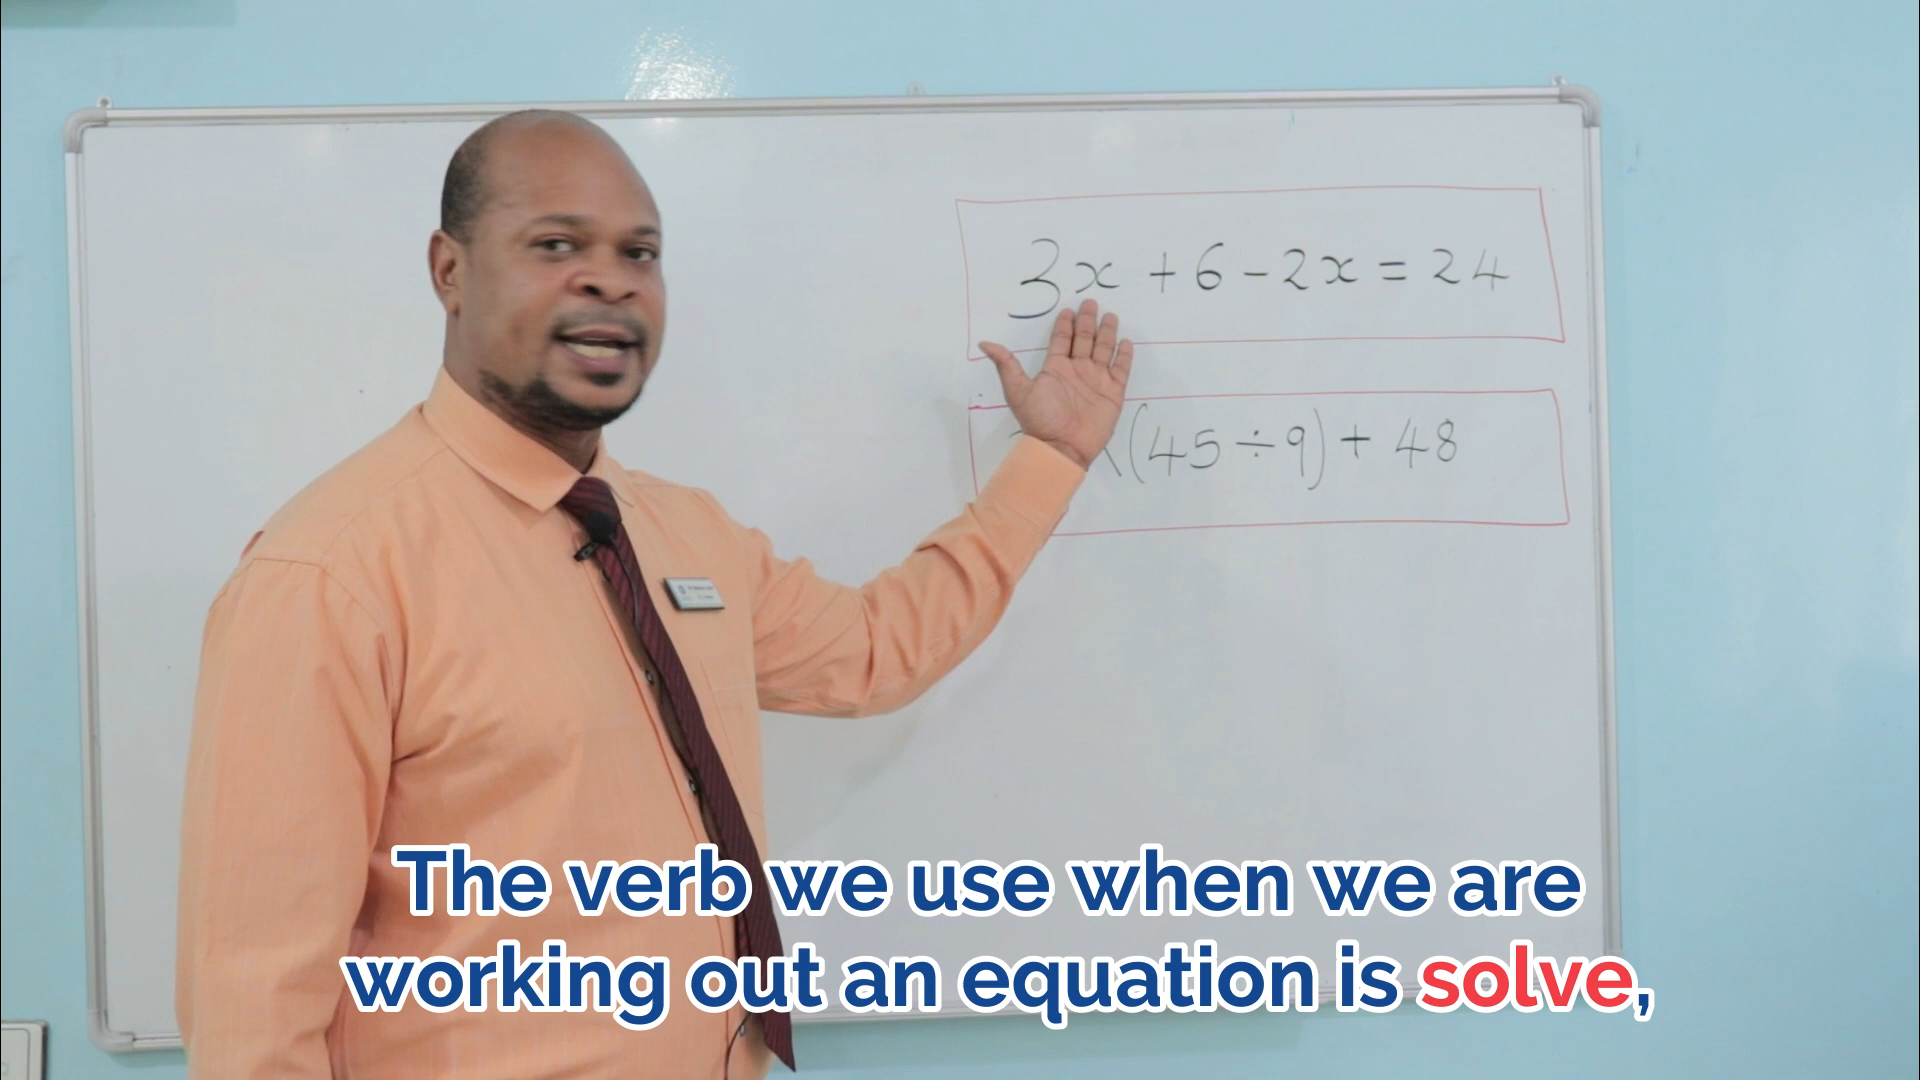 3x + 6 - 2x = 24
(45 ÷ 9) + 48
The verb we use when we are
working out an equation is solve,